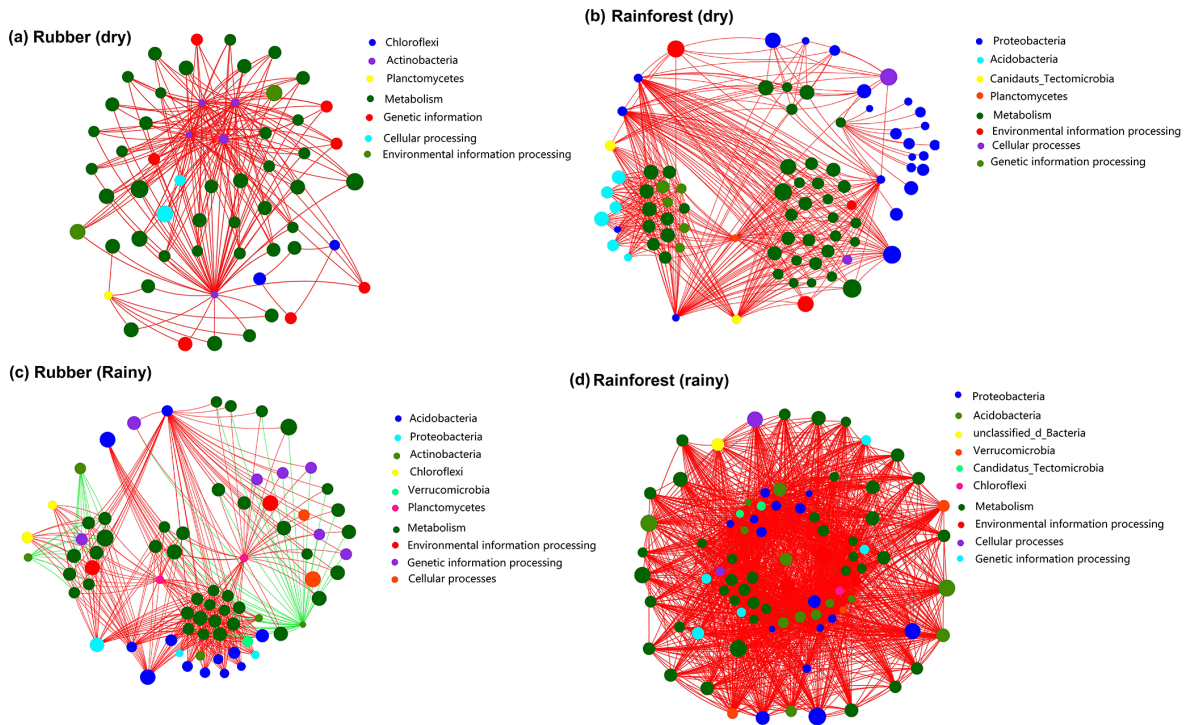 (a) Rubber (dry)
Chloroflexi
Actinobacteria
Planctomycetes
Metabolism
Genetic information
Cellular processing
Environmental information processing
(b) Rainforest (dry)
Proteobacteria
Acidobacteria
Canidauts_Tectomicrobia
Planctomycetes
Metabolism
Environmental information processing
Cellular processes
Genetic information processing
(c) Rubber (Rainy)
Acidobacteria
Proteobacteria
Actinobacteria
Chloroflexi
Verrucomicrobia
Planctomycetes
Metabolism
Environmental information processing
Genetic information processing
Cellular processes
(d) Rainforest (rainy)
Proteobacteria
Acidobacteria
unclassified_d_Bacteria
Verrucomicrobia
Candidatus_Tectomicrobia
Chloroflexi
Metabolism
Environmental information processing
Cellular processes
Genetic information processing